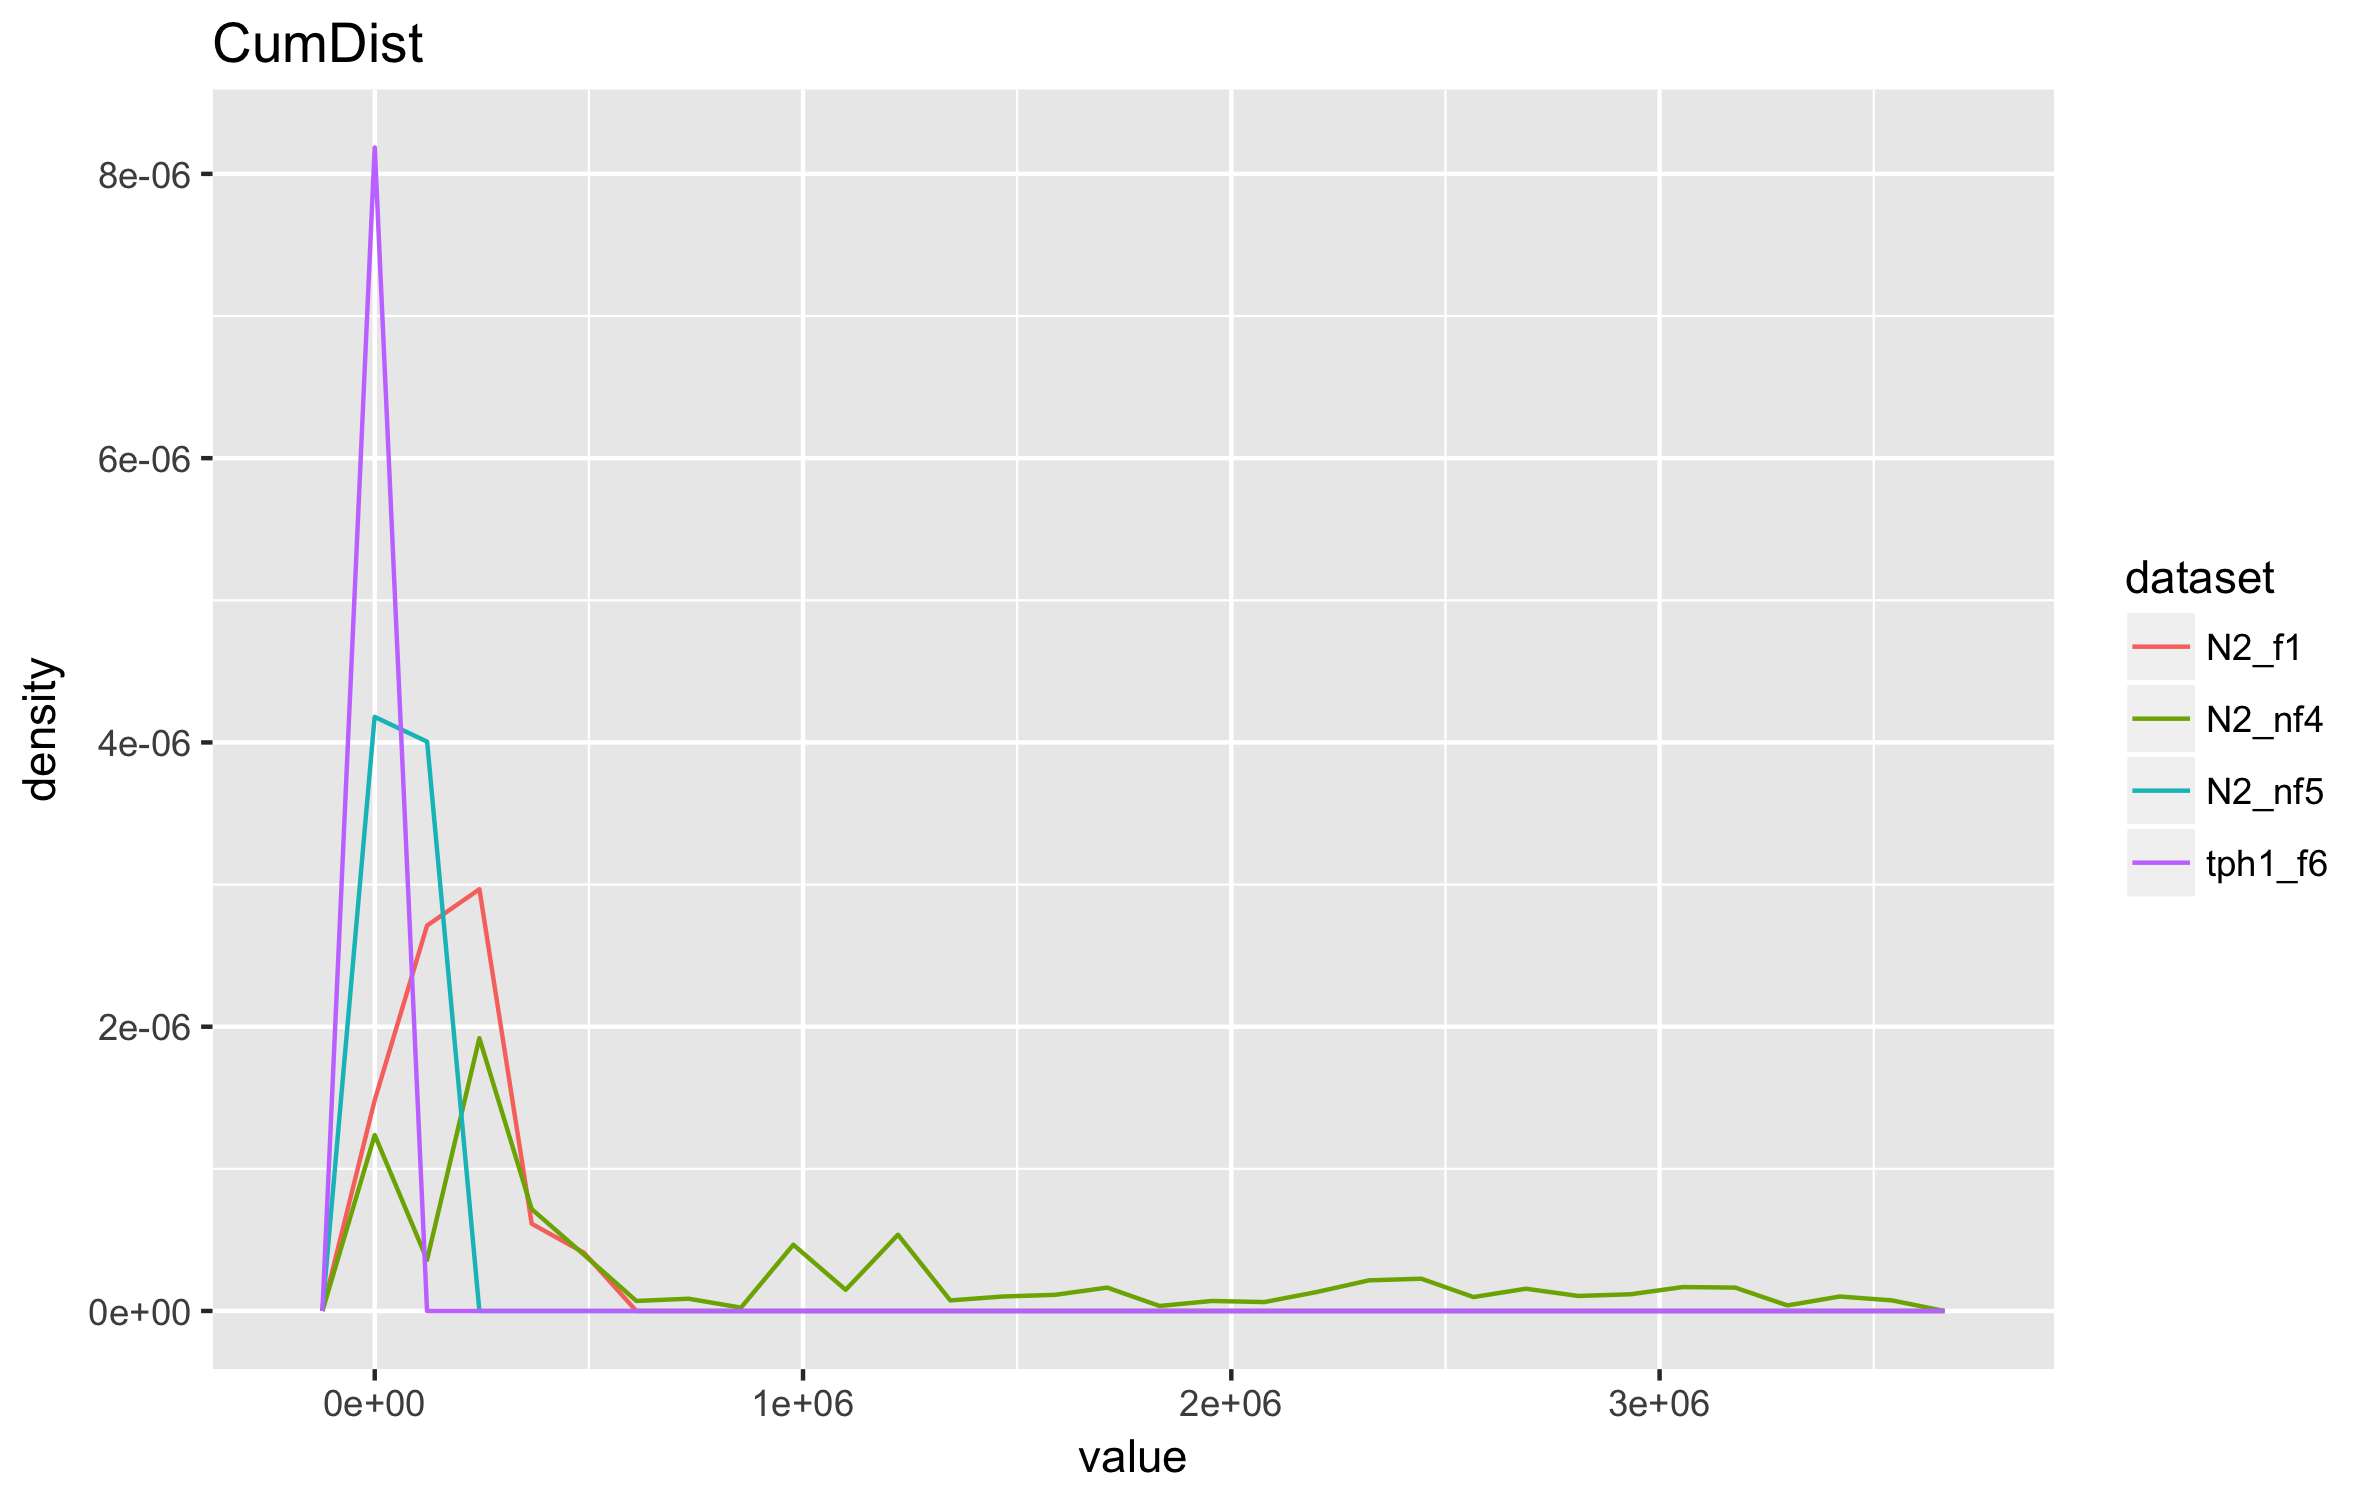 CumDist
density
8e-06
6e-06
4e-06
2e-06
0e+00
0e+00
1e+06
2e+06
3e+06
value
dataset
N2_f1
N2_nf4
N2_nf5
tph1_f6